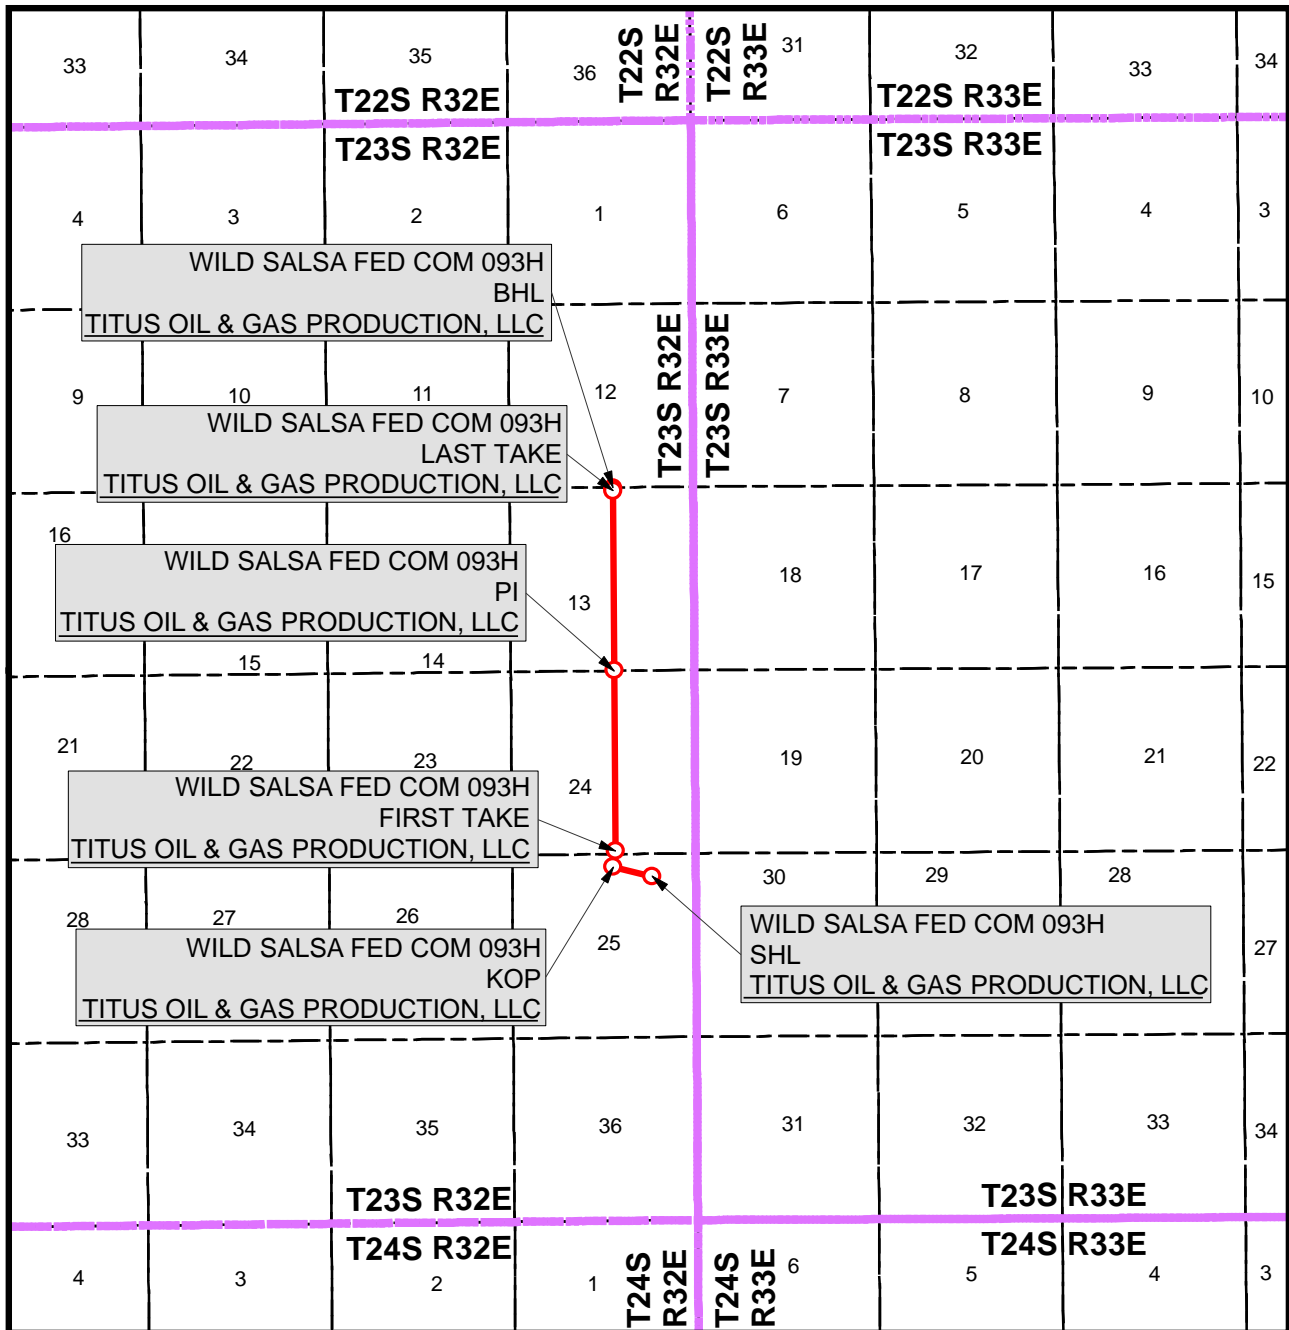 33
34
35
36
T22S
R32E
T22S
R33E
31
32
33
34
T22S R32E
T22S R33E
T23S R32E
T23S R33E
4
3
2
1
6
5
4
3
WILD SALSA FED COM 093H
BHL
TITUS OIL & GAS PRODUCTION, LLC
T23S R32E
T23S R33E
9
10
11
12
7
8
9
10
WILD SALSA FED COM 093H
LAST TAKE
TITUS OIL & GAS PRODUCTION, LLC
16
WILD SALSA FED COM 093H
PI
TITUS OIL & GAS PRODUCTION, LLC
13
18
17
16
15
15
14
21
22
23
24
19
20
21
22
WILD SALSA FED COM 093H
FIRST TAKE
TITUS OIL & GAS PRODUCTION, LLC
30
29
28
28
27
26
25
27
WILD SALSA FED COM 093H
KOP
TITUS OIL & GAS PRODUCTION, LLC
WILD SALSA FED COM 093H
SHL
TITUS OIL & GAS PRODUCTION, LLC
33
34
35
36
31
32
33
34
T23S R32E
T23S R33E
T24S R32E
T24S R33E
4
3
2
1
T24S
R32E
T24S
R33E
6
5
4
3